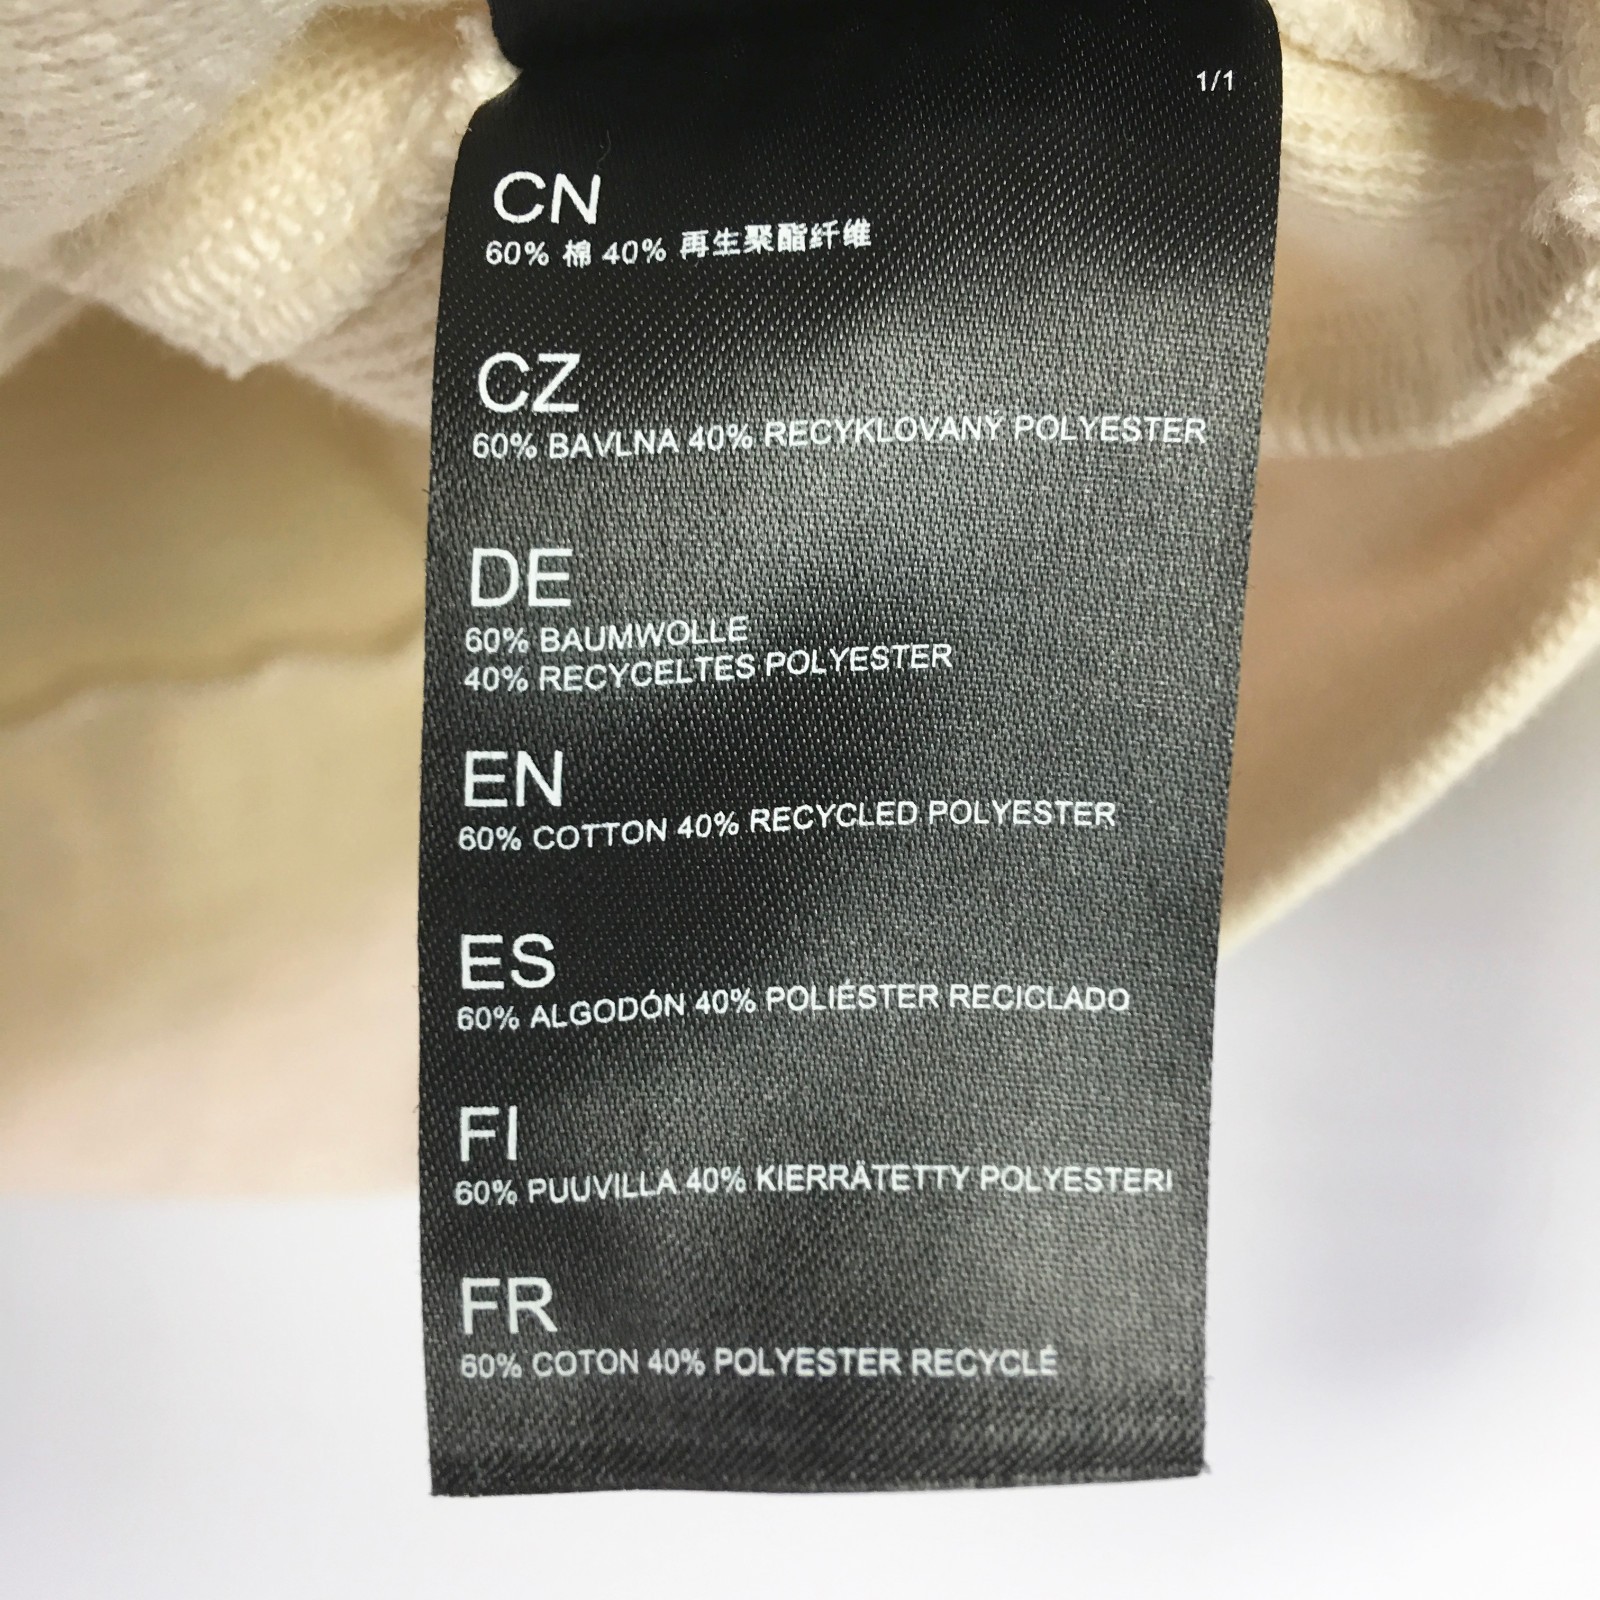 1/1
CN
60% 棉 40% 再生聚酯纤维
CZ
60% BAVLNA 40% RECYKLOVANÝ POLYESTER
DE
60% BAUMWOLLE
40% RECYCELTES POLYESTER
EN
60% COTTON 40% RECYCLED POLYESTER
ES
60% ALGODÓN 40% POLIÉSTER RECICLADO
FI
60% PUUVILLA 40% KIERRÄTETTY POLYESTERI
FR
60% COTON 40% POLYESTER RECYCLÉ